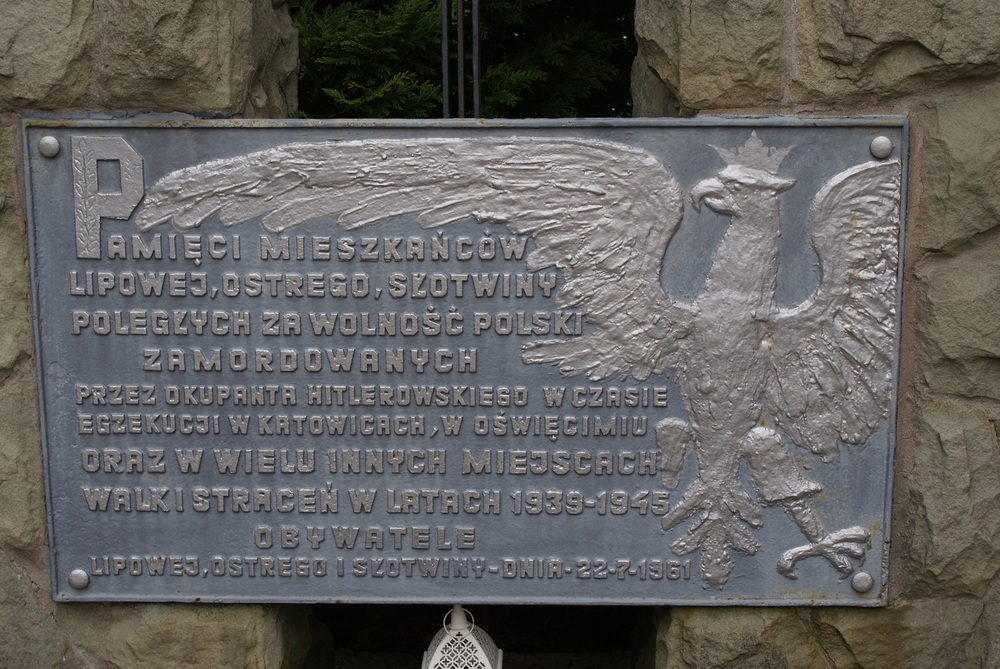 PAMIĘCI MIESZKAŃCÓW
LIPOWEJ, OSTREGO, SŁOTWINY
POLEGŁYCH ZA WOLNOŚĆ POLSKI
ZAMORDOWANYCH
PRZEZ OKUPANTA HITLEROWSKIEGO W CZASIE
EGZEKUCJI W KATOWICACH, W OŚWIĘCIMIU
ORAZ W WIELU INNYCH MIEJSCACH
WALK I STRACEŃ W LATACH 1939-1945
OBYWATELE
LIPOWEJ, OSTREGO I SŁOTWINY-DNIA-22-7-1961